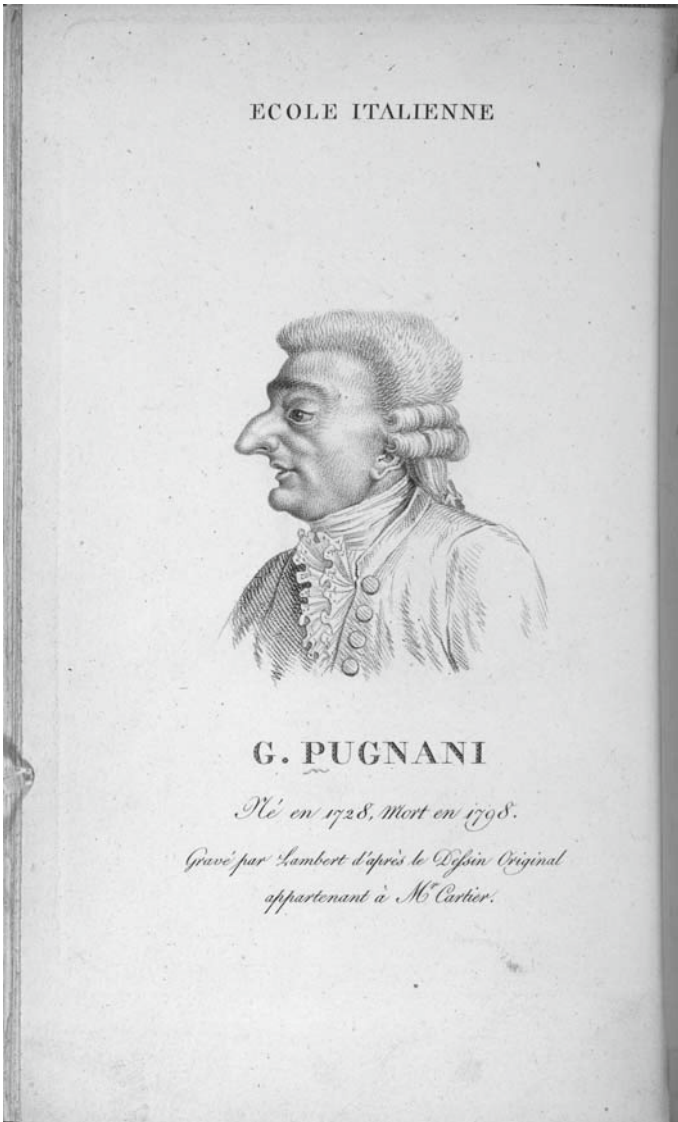 ECOLE ITALIENNE
G. PUGNANI
Né en 1728, Mort en 1798.
Gravé par Lambert d'après le Deſsin Original
appartenant à Mr Cartier.